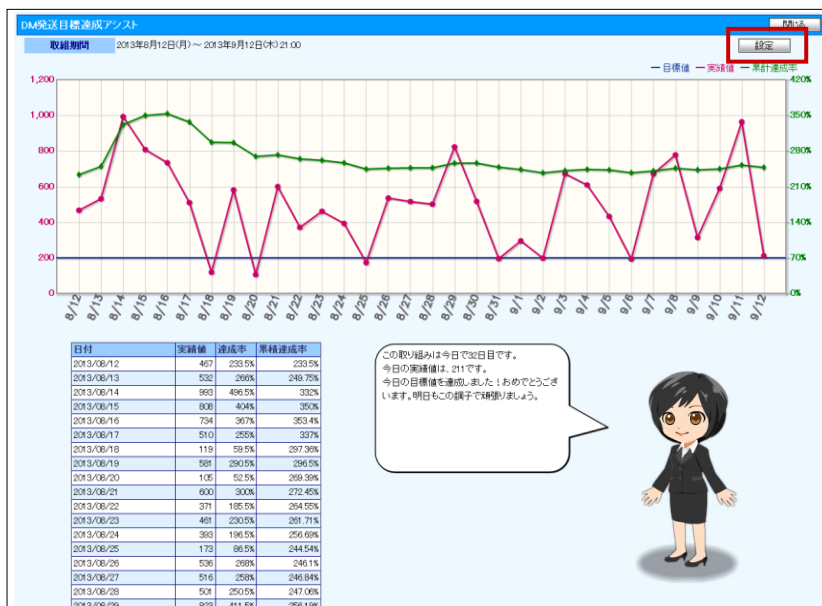 DM発送目標達成アシスト
閉じる
取組期間 2013年8月12日(月)～ 2013年9月12日(木) 21:00
設定
目標値 実績値 累計達成率
1,200 420%
1,000 350%
800 280%
600 210%
400 140%
200 70%
0 0%
8/12 8/13 8/14 8/15 8/16 8/17 8/18 8/19 8/20 8/21 8/22 8/23 8/24 8/25 8/26 8/27 8/28 8/29 8/30 8/31 9/1 9/2 9/3 9/4 9/5 9/6 9/7 9/8 9/9 9/10 9/11 9/12
日付 実績値 達成率 累積達成率
2013/08/12 467 233.5% 233.5%
2013/08/13 532 266% 249.75%
2013/08/14 993 496.5% 332%
2013/08/15 808 404% 350%
2013/08/16 734 367% 353.4%
2013/08/17 510 255% 337%
2013/08/18 119 59.5% 297.36%
2013/08/19 581 290.5% 296.5%
2013/08/20 105 52.5% 269.39%
2013/08/21 600 300% 272.45%
2013/08/22 371 185.5% 264.55%
2013/08/23 461 230.5% 261.71%
2013/08/24 393 196.5% 256.69%
2013/08/25 173 86.5% 244.54%
2013/08/26 536 268% 246.1%
2013/08/27 516 258% 246.84%
2013/08/28 501 250.5% 247.06%
2013/08/29 823 411.5% 256.19%
この取り組みは今日で32日目です。
今日の実績値は、211です。
今日の目標値を達成しました！おめでとうござ
います。明日もこの調子で頑張りましょう。